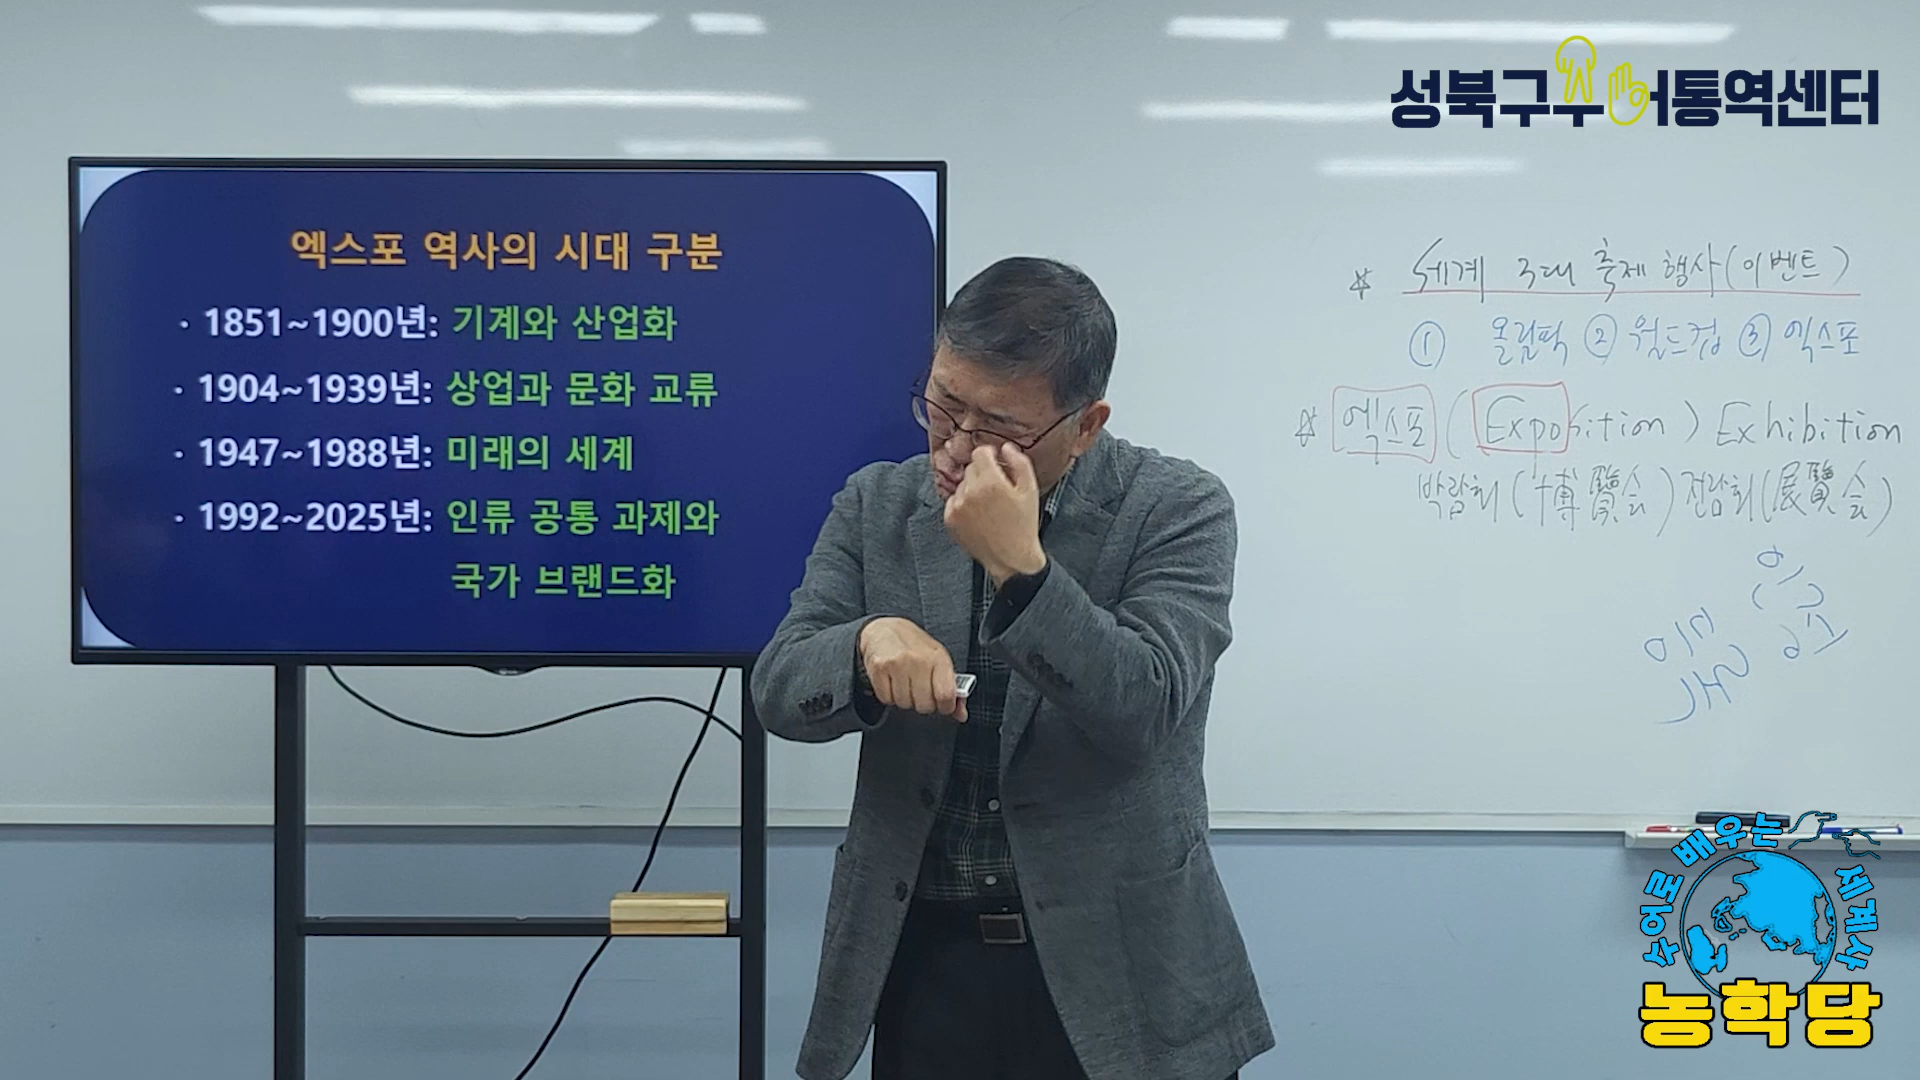 성북구수어통역센터
엑스포 역사의 시대 구분
· 1851~1900년: 기계와 산업화
· 1904~1939년: 상업과 문화 교류
· 1947~1988년: 미래의 세계
· 1992~2025년: 인류 공통 과제와
국가 브랜드화
세계 3대 축제 행사(이벤트)
① 올림픽 ② 월드컵 ③ 엑스포
엑스포 (Exposition) Exhibition
박람회(博覽会) 전람회(展覽会)
수어로 배우는 세계사
농학당